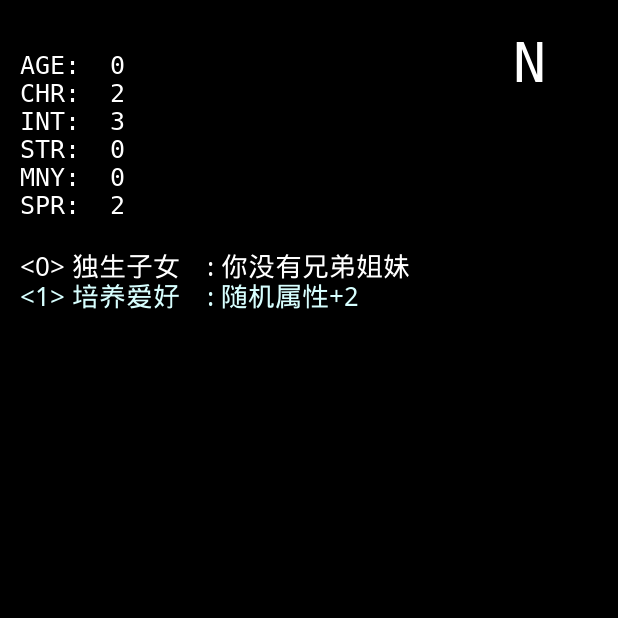 N
AGE: 0
CHR: 2
INT: 3
STR: 0
MNY: 0
SPR: 2
<0> 独生子女 : 你没有兄弟姐妹
<1> 培养爱好 : 随机属性+2